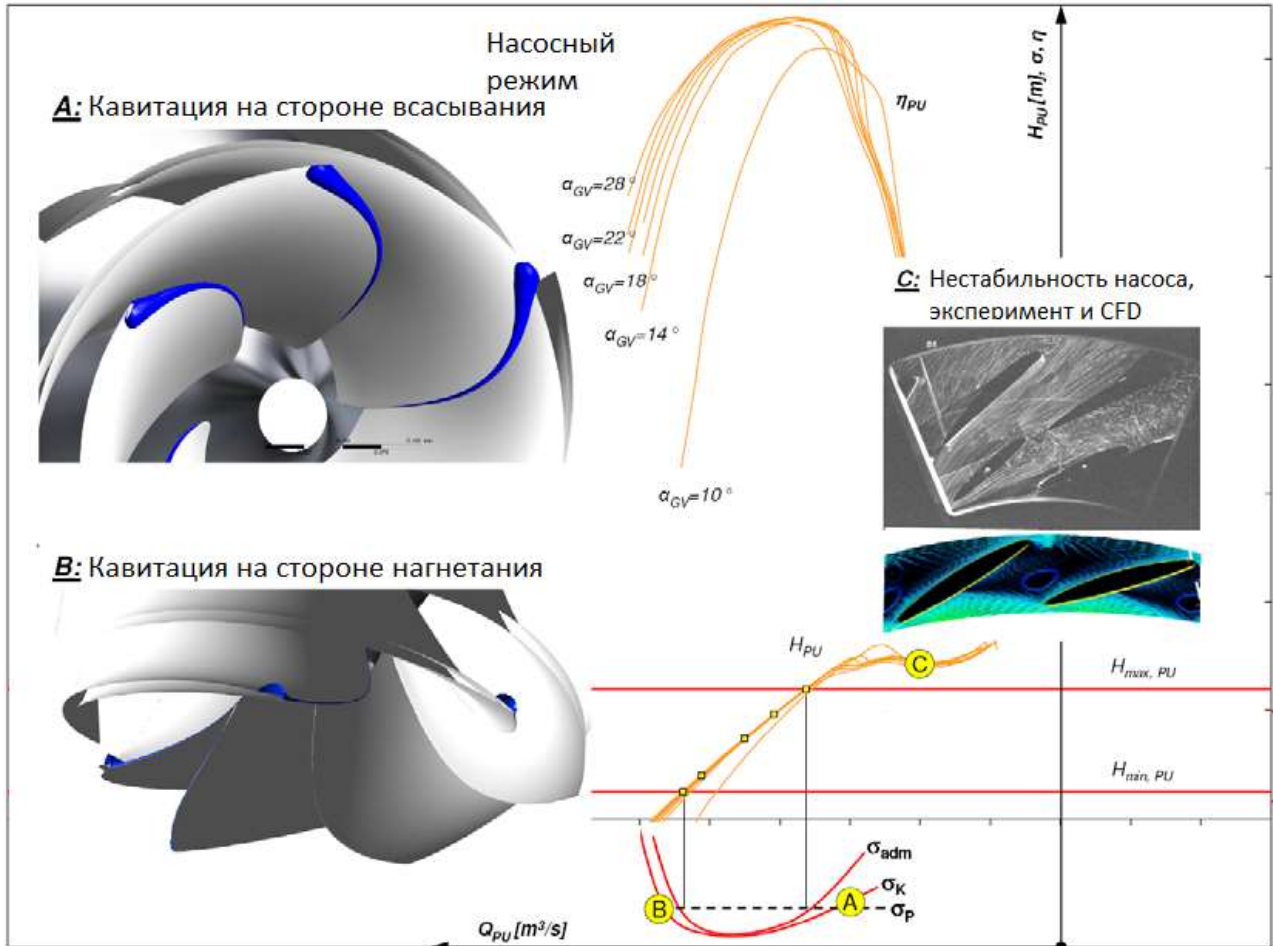 Насосный
режим
A: Кавитация на стороне всасывания
H_PU [m], σ, η
η_PU
α_GV=28°
α_GV=22°
α_GV=18°
α_GV=14°
α_GV=10°
C: Нестабильность насоса,
эксперимент и CFD
B: Кавитация на стороне нагнетания
H_PU
C
H_max, PU
H_min, PU
σ_adm
σ_K
σ_P
B
A
Q_PU [m³/s]